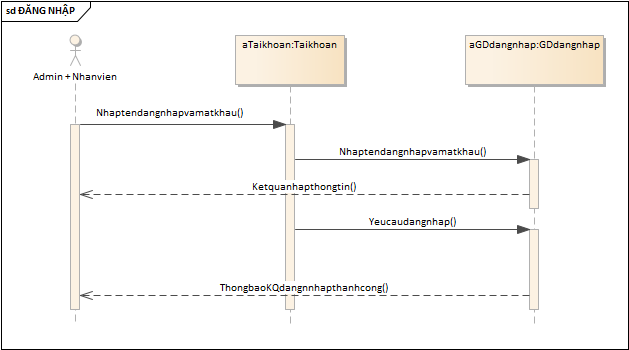 sd ĐĂNG NHẬP
Admin + Nhanvien
aTaikhoan:Taikhoan
aGDdangnhap:GDdangnhap
Nhaptendangnhapvamatkhau()
Nhaptendangnhapvamatkhau()
Ketquanhapthongtin()
Yeucaudangnhap()
ThongbaoKQdangnnhapthanhcong()